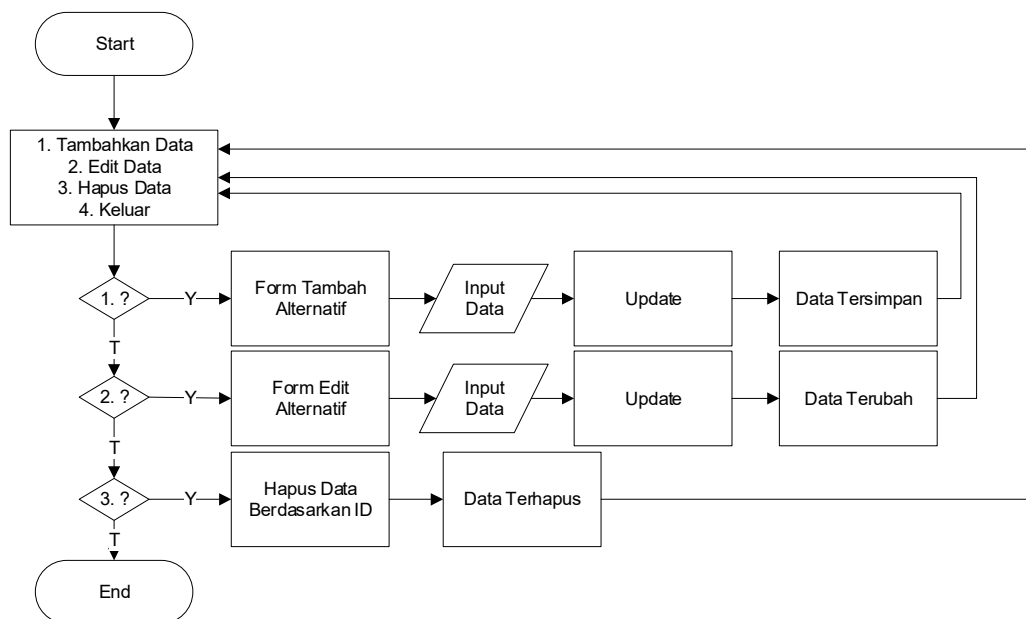 Start
1. Tambahkan Data
2. Edit Data
3. Hapus Data
4. Keluar
1. ?
Y
Form Tambah
Alternatif
Input
Data
Update
Data Tersimpan
T
2. ?
Y
Form Edit
Alternatif
Input
Data
Update
Data Terubah
T
3. ?
Y
Hapus Data
Berdasarkan ID
Data Terhapus
T
End